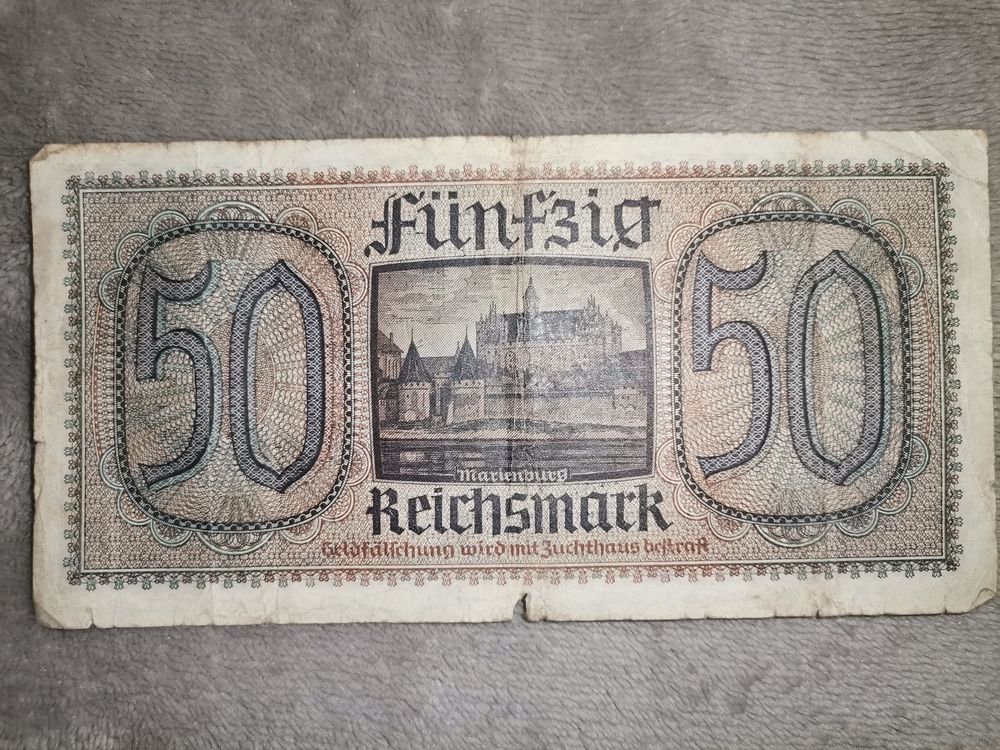 Fünfzig
50
50
Marienburg
Reichsmark
Geldfälschung wird mit Zuchthaus bestraft